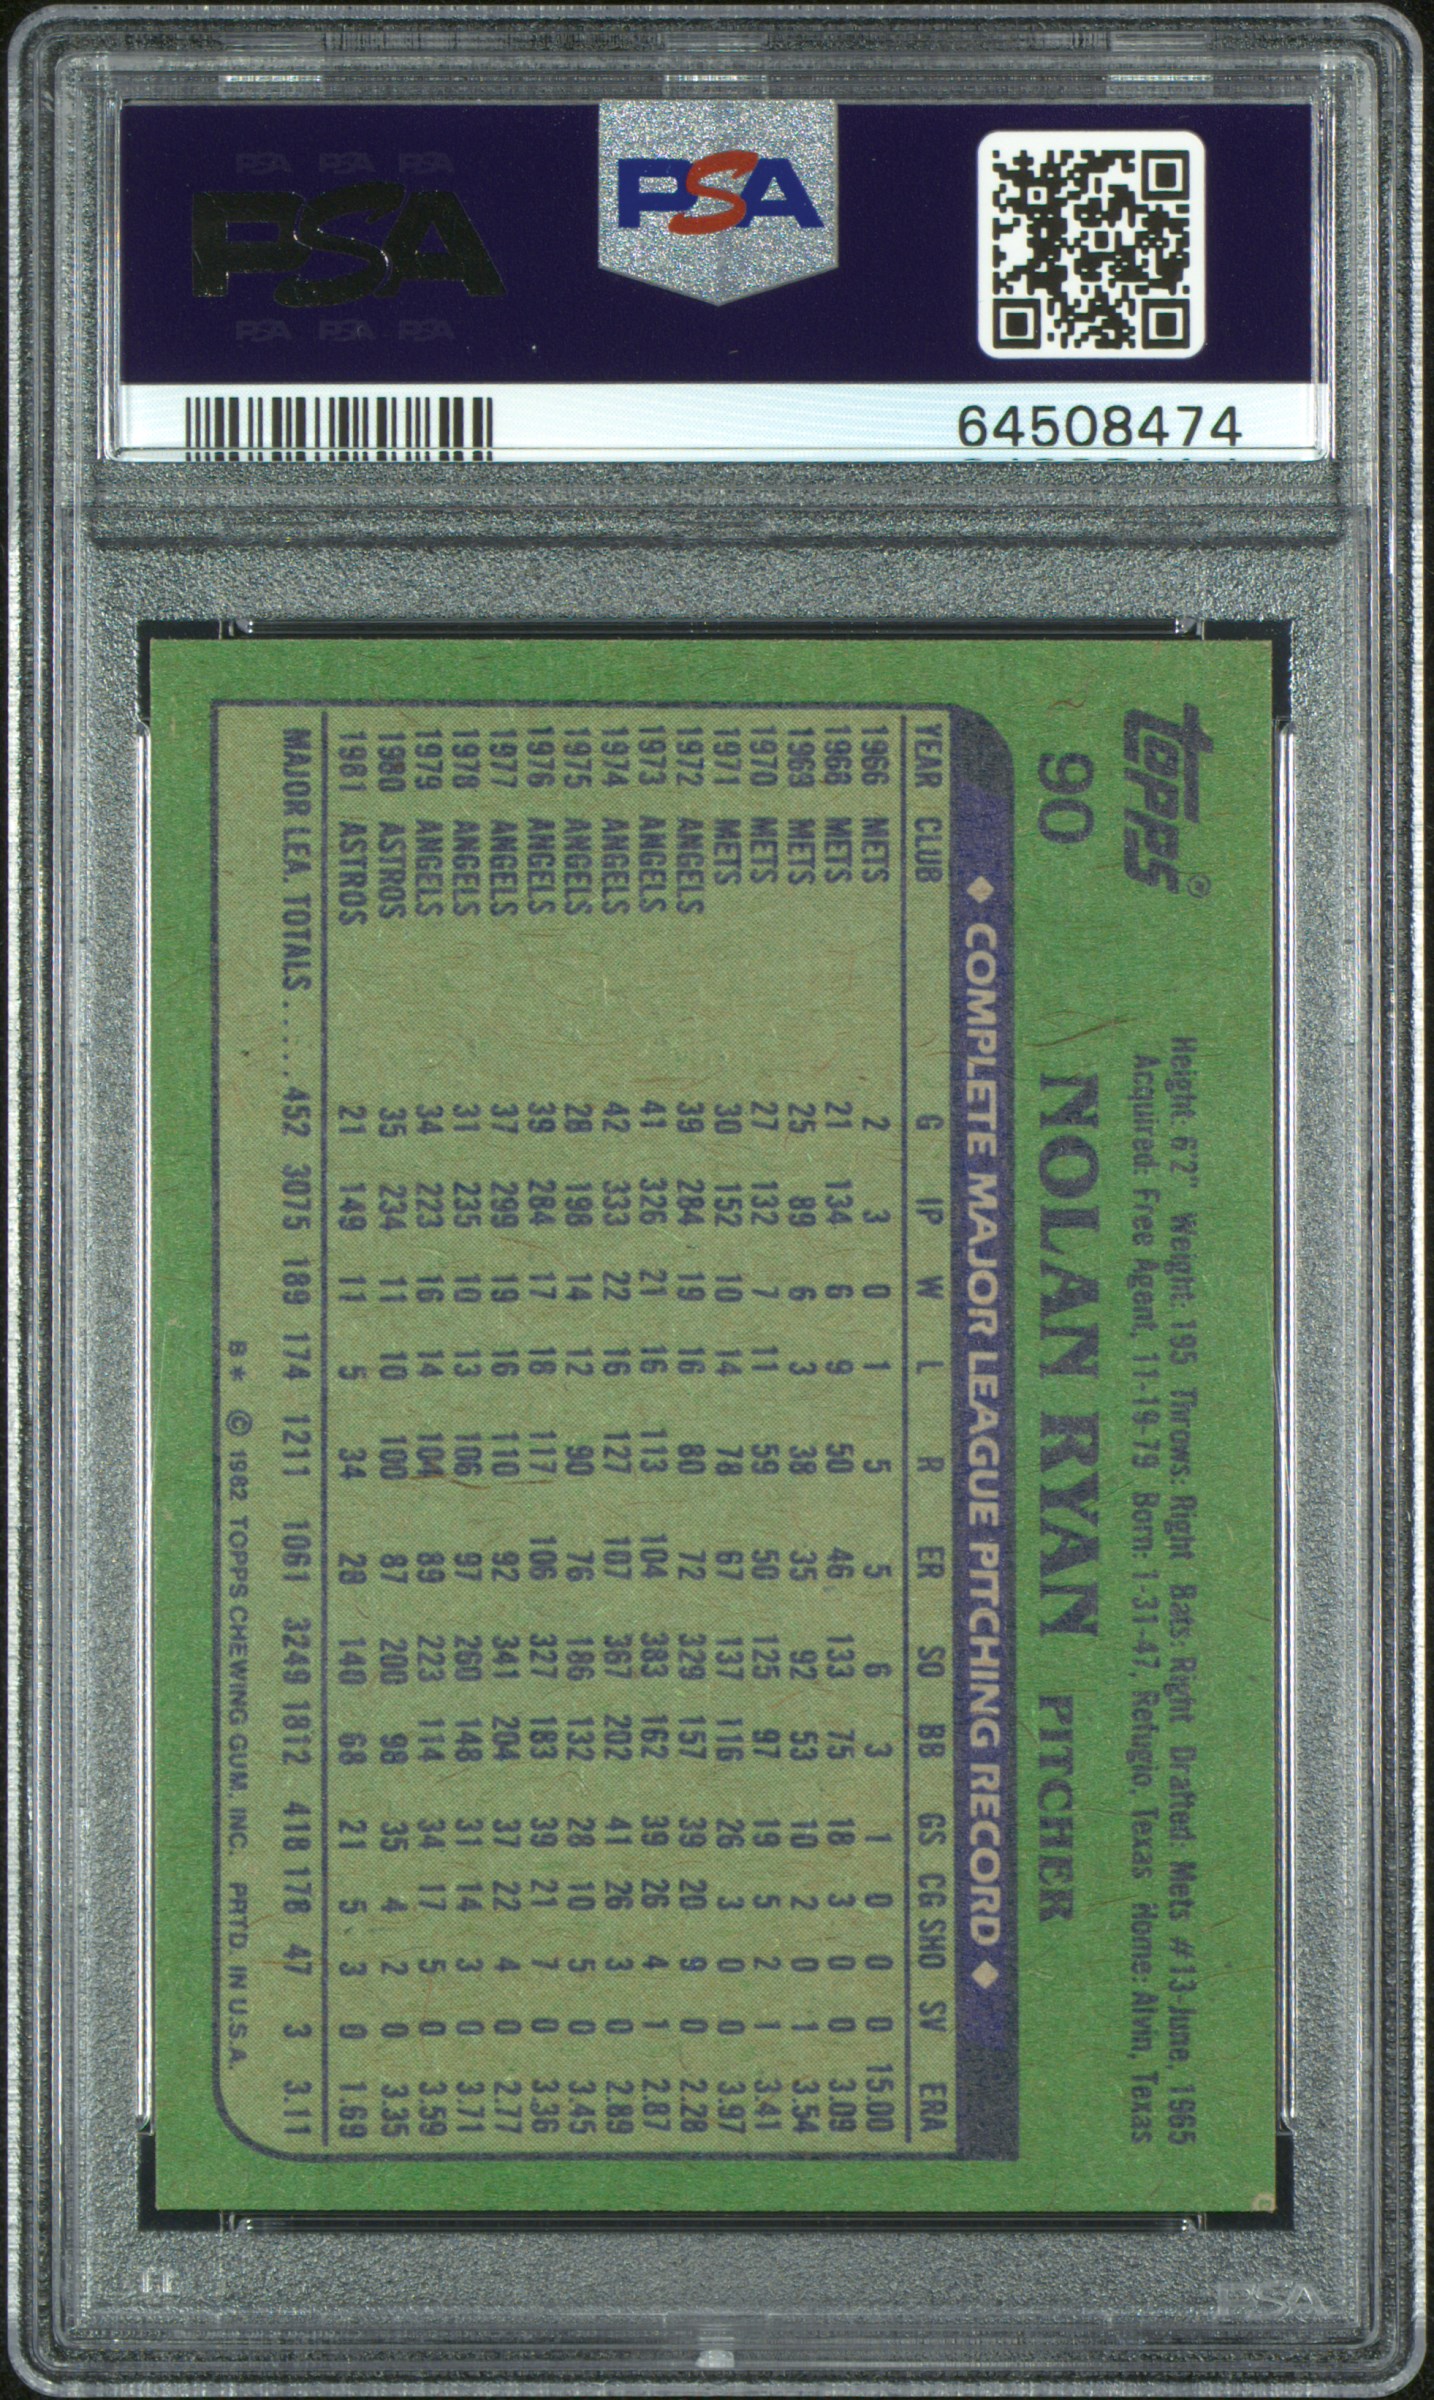 PSA PSA PSA
PSA
PSA PSA PSA
PSA
64508474
TOPPS®
90 NOLAN RYAN PITCHER
Height: 6'2" Weight: 195 Throws: Right Bats: Right Drafted: Mets #13-June, 1965
Acquired: Free Agent, 11-19-79 Born: 1-31-47, Refugio, Texas Home: Alvin, Texas
◆ COMPLETE MAJOR LEAGUE PITCHING RECORD ◆
YEAR CLUB G IP W L R ER SO BB GS CG SHO SV ERA
1966 METS 2 3 0 1 5 5 6 3 1 0 0 0 15.00
1968 METS 21 134 6 9 50 46 133 75 18 3 0 0 3.09
1969 METS 25 89 6 3 38 35 92 53 10 2 0 1 3.54
1970 METS 27 132 7 11 59 50 125 97 19 5 2 1 3.41
1971 METS 30 152 10 14 78 67 137 116 26 3 0 0 3.97
1972 ANGELS 39 284 19 16 80 72 329 157 39 20 9 0 2.28
1973 ANGELS 41 326 21 16 113 104 383 162 39 26 4 1 2.87
1974 ANGELS 42 333 22 16 127 107 367 202 41 26 3 0 2.89
1975 ANGELS 28 198 14 12 90 76 186 132 28 10 5 0 3.45
1976 ANGELS 39 284 17 18 117 106 327 183 39 21 7 0 3.36
1977 ANGELS 37 299 19 16 110 92 341 204 37 22 4 0 2.77
1978 ANGELS 31 235 10 13 106 97 260 148 31 14 3 0 3.71
1979 ANGELS 34 223 16 14 104 89 223 114 34 17 5 0 3.59
1980 ASTROS 35 234 11 10 100 87 200 98 35 4 2 0 3.35
1981 ASTROS 21 149 11 5 34 28 140 68 21 5 3 0 1.69
MAJOR LEA. TOTALS...... 452 3075 189 174 1211 1061 3249 1812 418 178 47 3 3.11
B* © 1982 TOPPS CHEWING GUM, INC. PRTD. IN U.S.A.
PSA